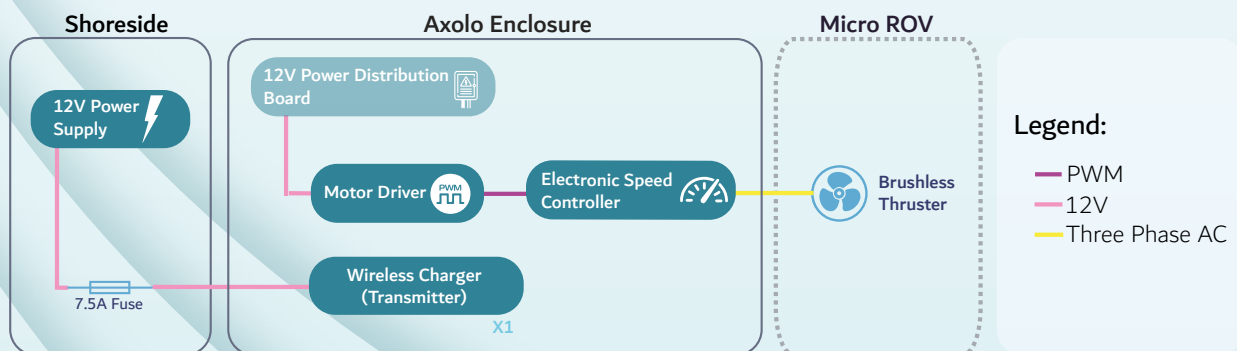 Shoreside
Axolo Enclosure
Micro ROV
12V Power
Supply
12V Power Distribution
Board
Motor Driver
PWM
Electronic Speed
Controller
Brushless
Thruster
Wireless Charger
(Transmitter)
X1
7.5A Fuse
Legend:
PWM
12V
Three Phase AC